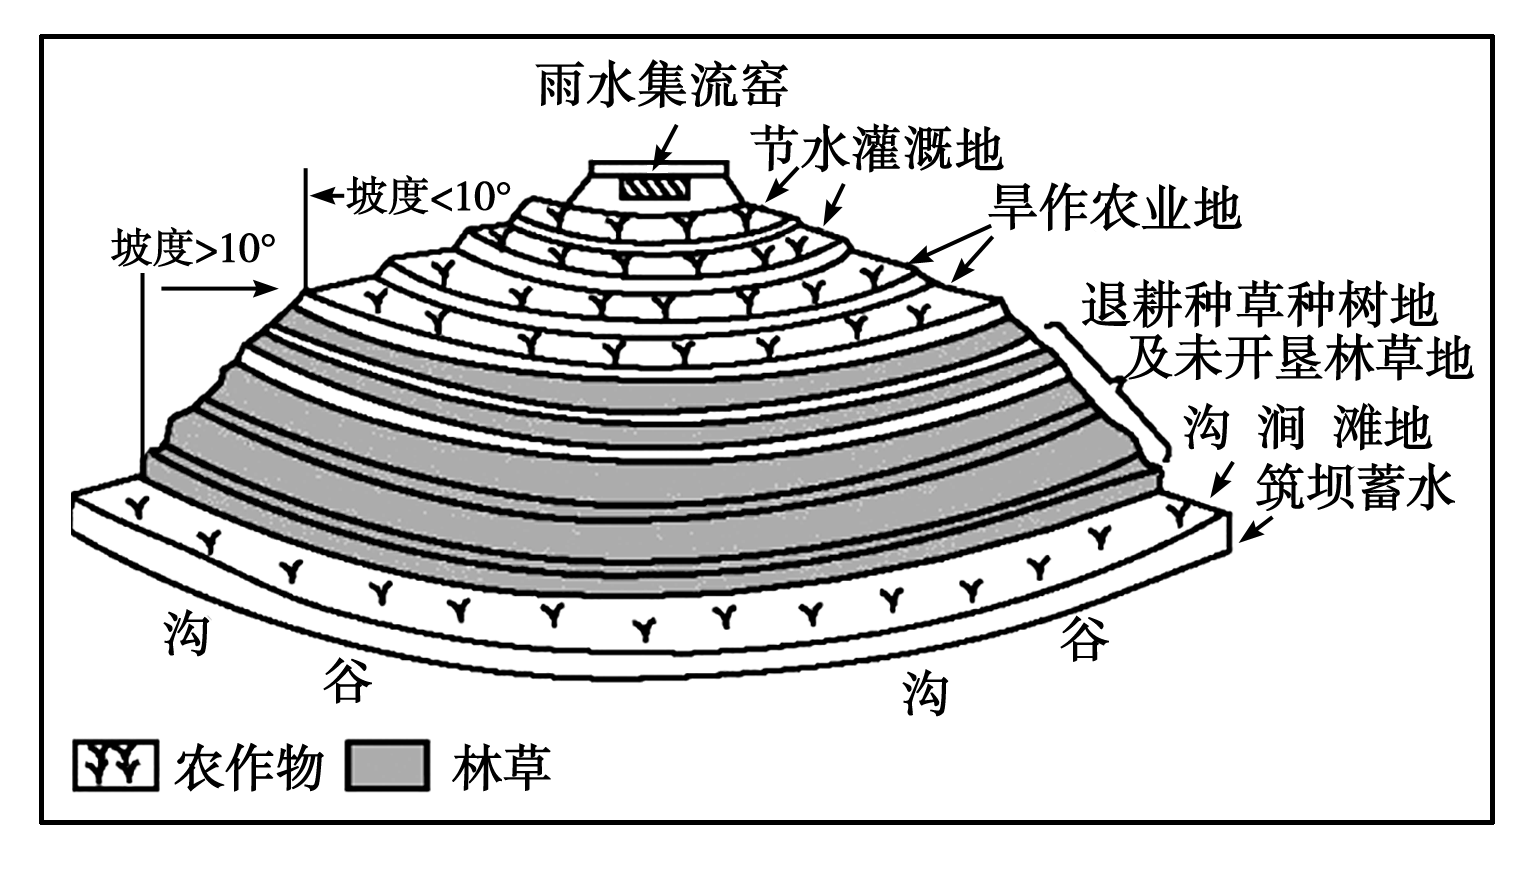 雨水集流窑
节水灌溉地
坡度<10°
旱作农业地
坡度>10°
退耕种草种树地
及未开垦林草地
沟 涧 滩地
筑坝蓄水
沟
谷
沟
谷
农作物
林草